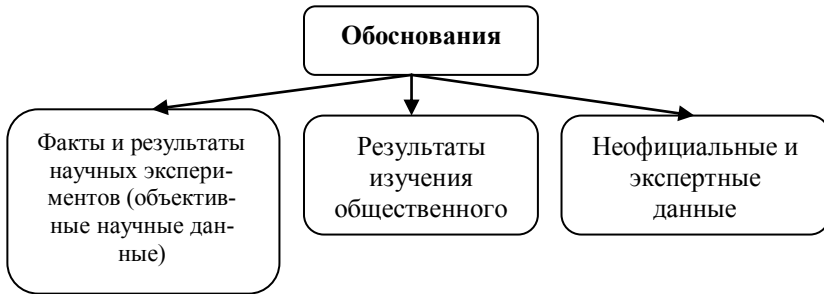 Обоснования
Факты и результаты
научных экспери-
ментов (объектив-
ные научные дан-
ные)
Результаты
изучения
общественного
Неофициальные и
экспертные
данные